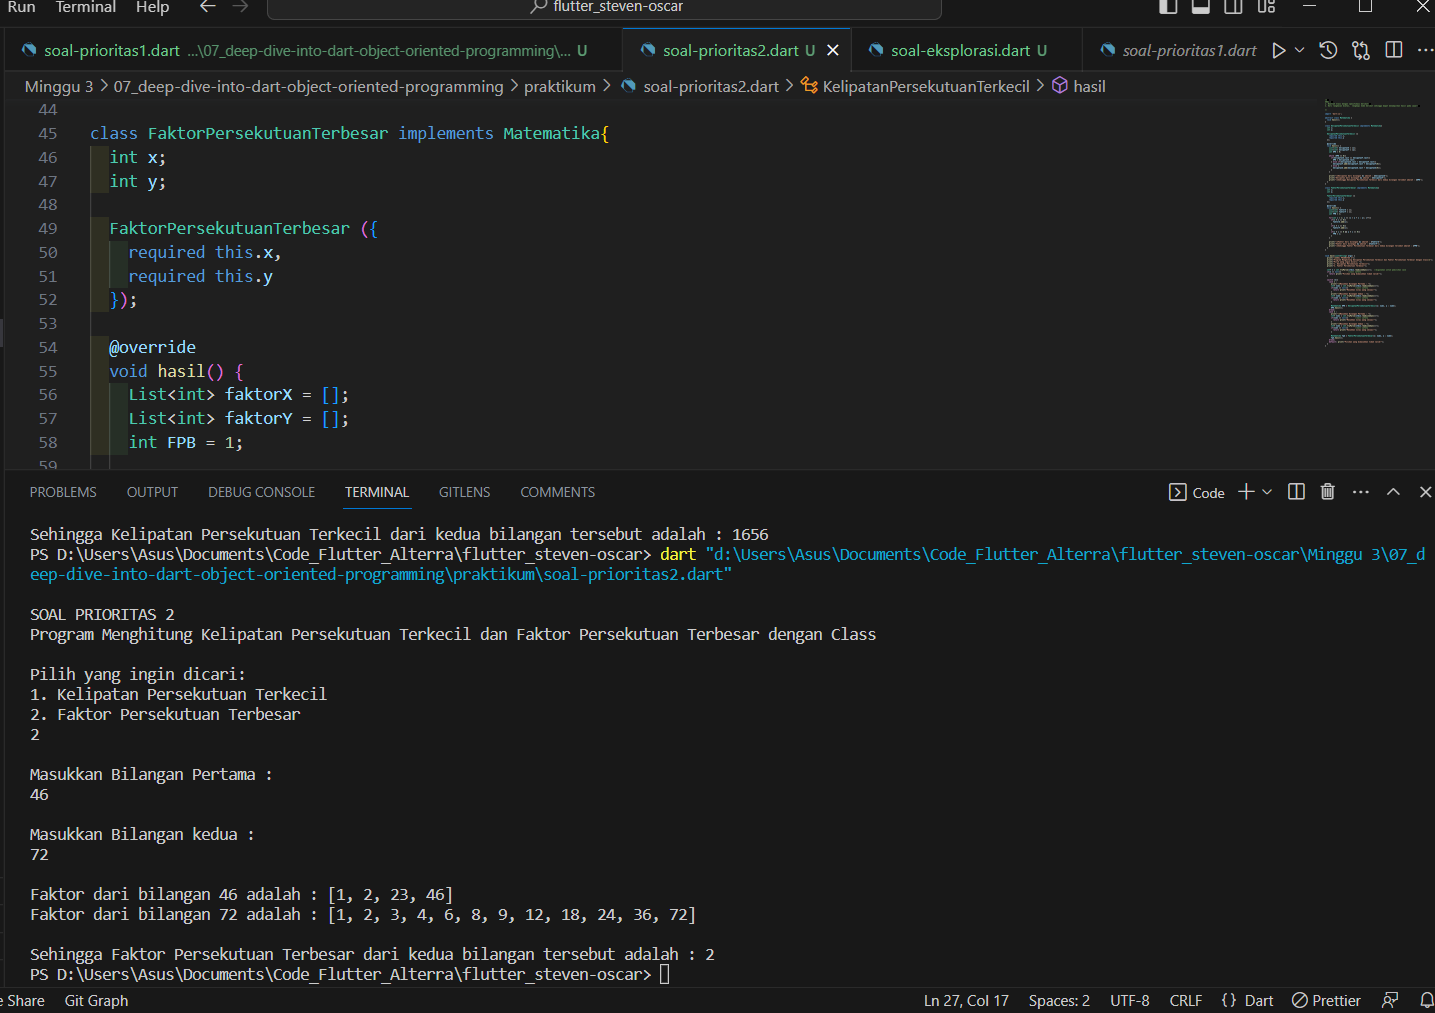 Run Terminal Help flutter_steven-oscar
soal-prioritas1.dart ...\07_deep-dive-into-dart-object-oriented-programming\... U soal-prioritas2.dart U soal-eksplorasi.dart U soal-prioritas1.dart
Minggu 3 > 07_deep-dive-into-dart-object-oriented-programming > praktikum > soal-prioritas2.dart > KelipatanPersekutuanTerkecil > hasil
44
45 class FaktorPersekutuanTerbesar implements Matematika{
46 int x;
47 int y;
48
49 FaktorPersekutuanTerbesar ({
50 required this.x,
51 required this.y
52 });
53
54 @override
55 void hasil() {
56 List<int> faktorX = [];
57 List<int> faktorY = [];
58 int FPB = 1;
59
PROBLEMS OUTPUT DEBUG CONSOLE TERMINAL GITLENS COMMENTS Code
Sehingga Kelipatan Persekutuan Terkecil dari kedua bilangan tersebut adalah : 1656
PS D:\Users\Asus\Documents\Code_Flutter_Alterra\flutter_steven-oscar> dart "d:\Users\Asus\Documents\Code_Flutter_Alterra\flutter_steven-oscar\Minggu 3\07_d
eep-dive-into-dart-object-oriented-programming\praktikum\soal-prioritas2.dart"
SOAL PRIORITAS 2
Program Menghitung Kelipatan Persekutuan Terkecil dan Faktor Persekutuan Terbesar dengan Class
Pilih yang ingin dicari:
1. Kelipatan Persekutuan Terkecil
2. Faktor Persekutuan Terbesar
2
Masukkan Bilangan Pertama :
46
Masukkan Bilangan kedua :
72
Faktor dari bilangan 46 adalah : [1, 2, 23, 46]
Faktor dari bilangan 72 adalah : [1, 2, 3, 4, 6, 8, 9, 12, 18, 24, 36, 72]
Sehingga Faktor Persekutuan Terbesar dari kedua bilangan tersebut adalah : 2
PS D:\Users\Asus\Documents\Code_Flutter_Alterra\flutter_steven-oscar>
e Share Git Graph Ln 27, Col 17 Spaces: 2 UTF-8 CRLF {} Dart Prettier